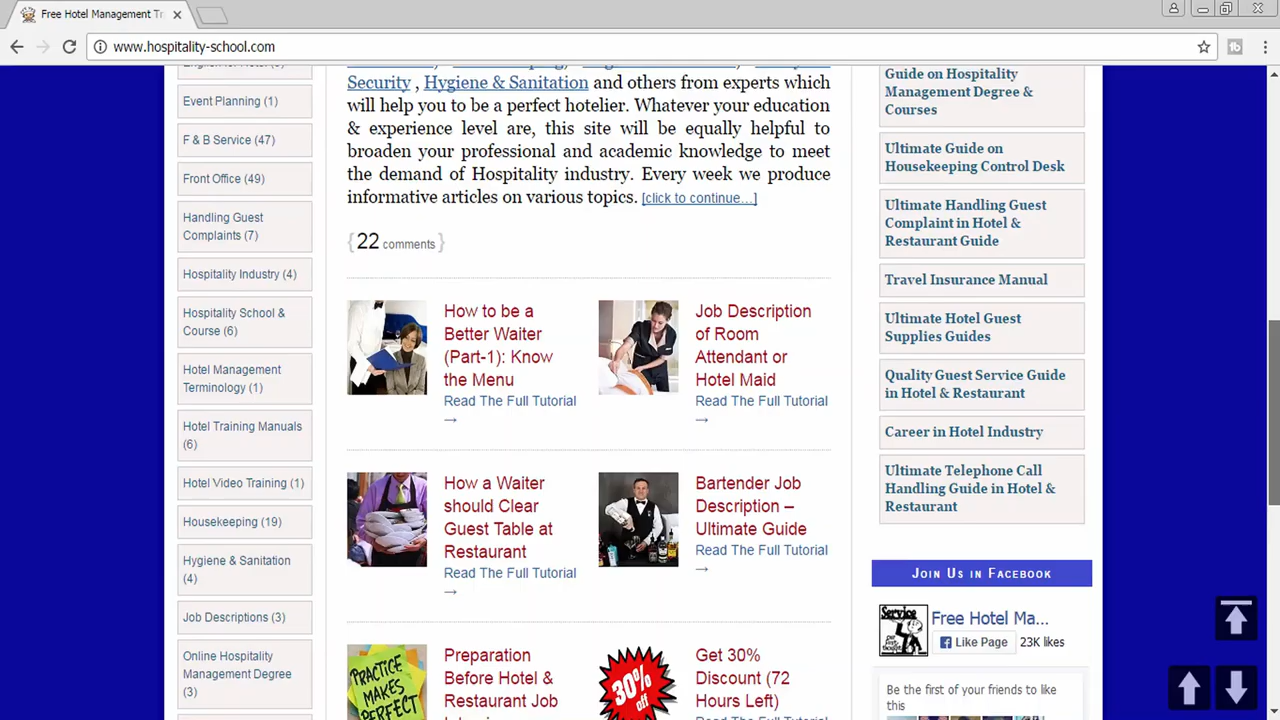 Free Hotel Management Tr
www.hospitality-school.com
Event Planning (1)
F & B Service (47)
Front Office (49)
Handling Guest
Complaints (7)
Hospitality Industry (4)
Hospitality School &
Course (6)
Hotel Management
Terminology (1)
Hotel Training Manuals
(6)
Hotel Video Training (1)
Housekeeping (19)
Hygiene & Sanitation
(4)
Job Descriptions (3)
Online Hospitality
Management Degree
(3)
Security , Hygiene & Sanitation and others from experts which
will help you to be a perfect hotelier. Whatever your education
& experience level are, this site will be equally helpful to
broaden your professional and academic knowledge to meet
the demand of Hospitality industry. Every week we produce
informative articles on various topics. [click to continue…]
{ 22 comments }
How to be a
Better Waiter
(Part-1): Know
the Menu
Read The Full Tutorial
→
Job Description
of Room
Attendant or
Hotel Maid
Read The Full Tutorial
→
How a Waiter
should Clear
Guest Table at
Restaurant
Read The Full Tutorial
→
Bartender Job
Description –
Ultimate Guide
Read The Full Tutorial
→
PRACTICE
MAKES
PERFECT
Preparation
Before Hotel &
Restaurant Job
30%
off
Get 30%
Discount (72
Hours Left)
Read The Full Tutorial
Guide on Hospitality
Management Degree &
Courses
Ultimate Guide on
Housekeeping Control Desk
Ultimate Handling Guest
Complaint in Hotel &
Restaurant Guide
Travel Insurance Manual
Ultimate Hotel Guest
Supplies Guides
Quality Guest Service Guide
in Hotel & Restaurant
Career in Hotel Industry
Ultimate Telephone Call
Handling Guide in Hotel &
Restaurant
Join Us in Facebook
Service
Free Hotel Ma...
Like Page
23K likes
Be the first of your friends to like
this